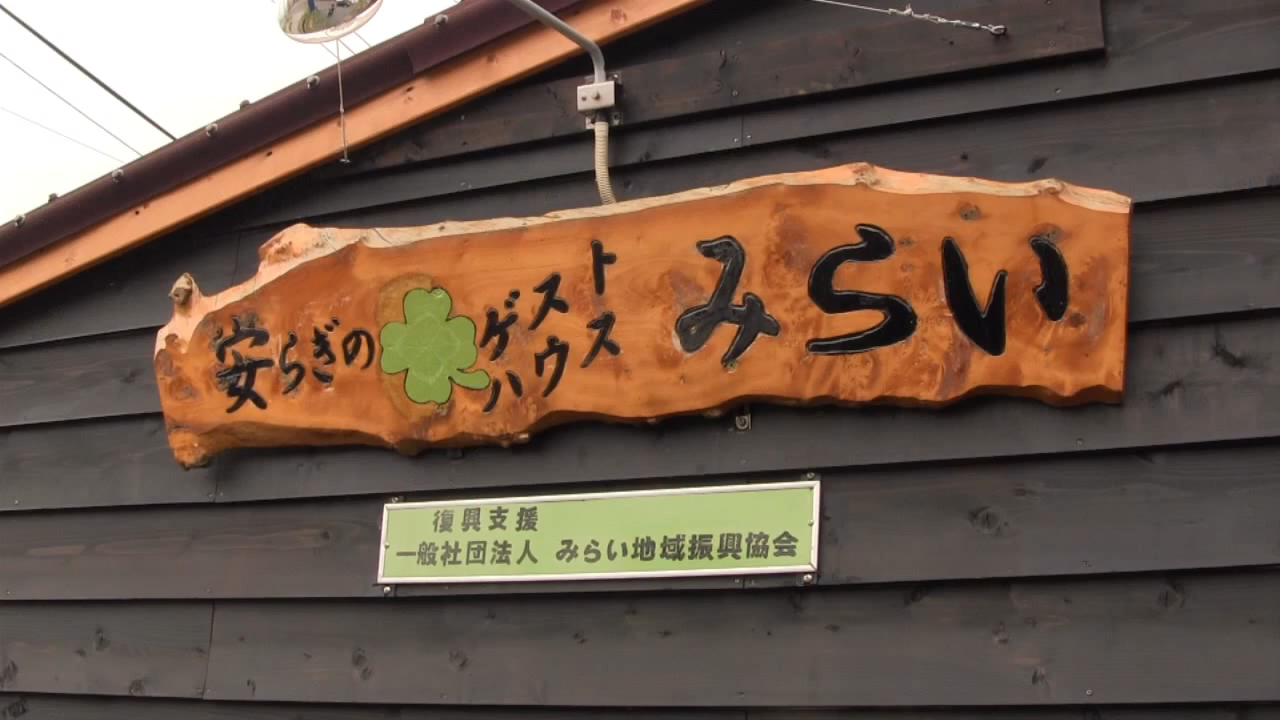 安らぎの
ゲスト
ハウス
みらい
復興支援
一般社団法人 みらい地域振興協会